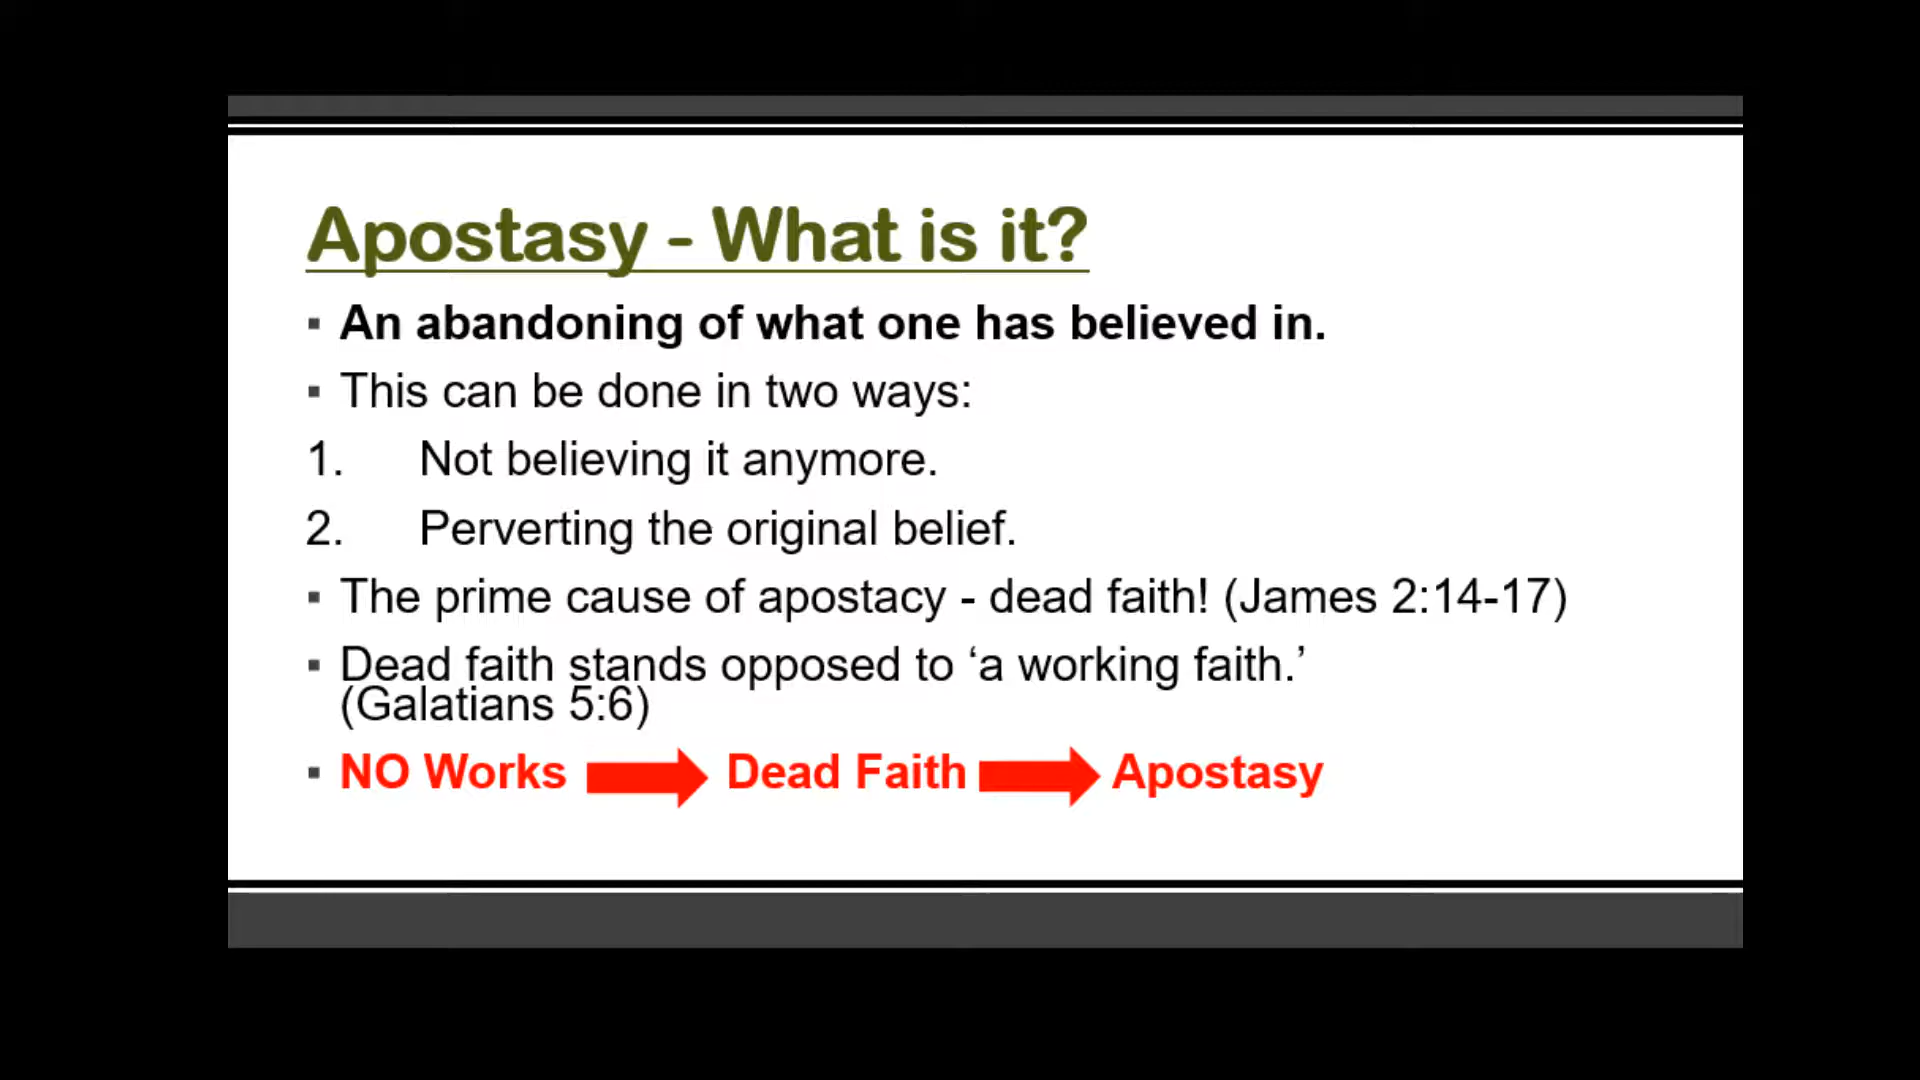 Apostasy - What is it?
▪ An abandoning of what one has believed in.
▪ This can be done in two ways:
1. Not believing it anymore.
2. Perverting the original belief.
▪ The prime cause of apostacy - dead faith! (James 2:14-17)
▪ Dead faith stands opposed to ‘a working faith.’
(Galatians 5:6)
▪ NO Works Dead Faith Apostasy